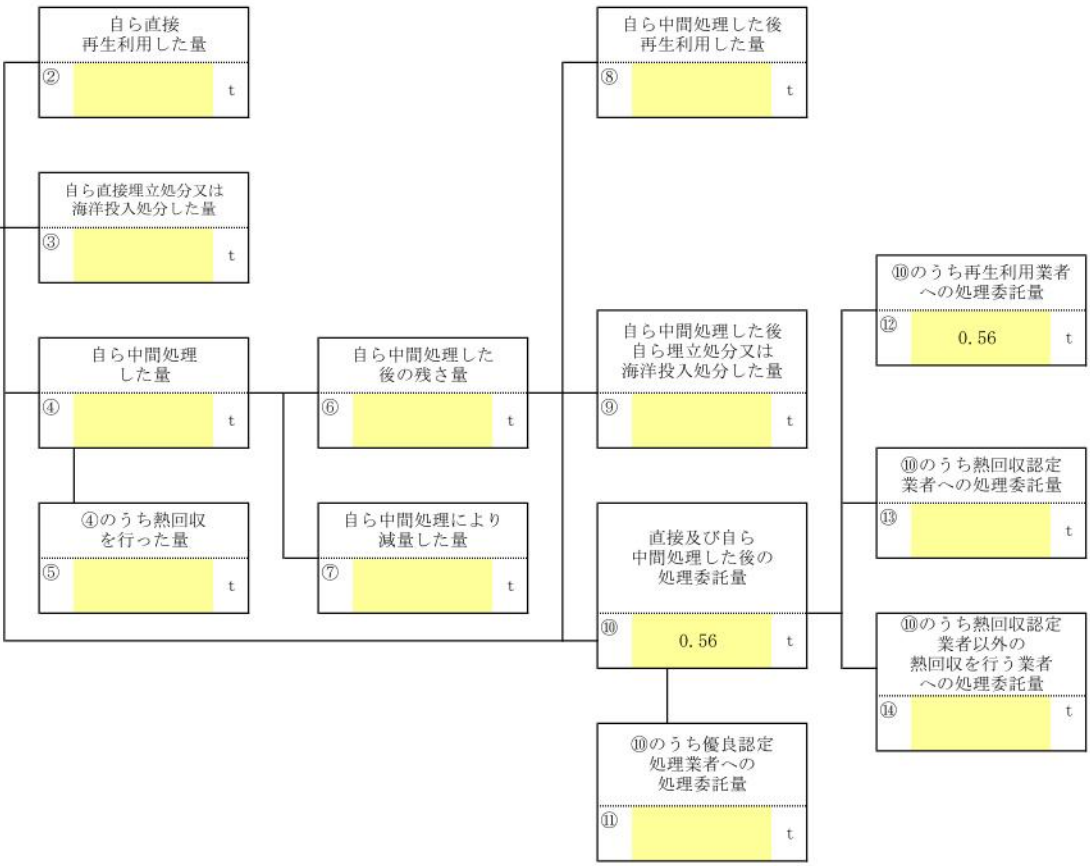 自ら直接
再生利用した量
②
t
自ら直接埋立処分又は
海洋投入処分した量
③
t
自ら中間処理
した量
④
t
④のうち熱回収
を行った量
⑤
t
自ら中間処理した
後の残さ量
⑥
t
自ら中間処理により
減量した量
⑦
t
自ら中間処理した後
再生利用した量
⑧
t
自ら中間処理した後
自ら埋立処分又は
海洋投入処分した量
⑨
t
直接及び自ら
中間処理した後の
処理委託量
⑩ 0.56 t
⑩のうち優良認定
処理業者への
処理委託量
⑪
t
⑩のうち再生利用業者
への処理委託量
⑫ 0.56 t
⑩のうち熱回収認定
業者への処理委託量
⑬
t
⑩のうち熱回収認定
業者以外の
熱回収を行う業者
への処理委託量
⑭
t